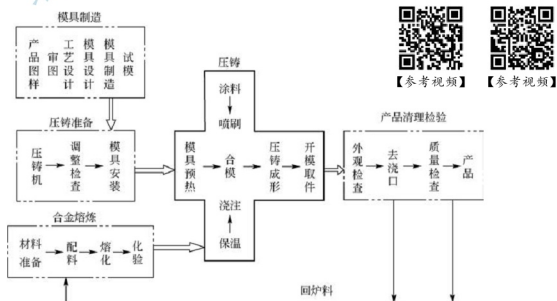 模具制造
产品图样
审图
工艺设计
模具设计
模具制造
试模
压铸准备
压铸机
调整检查
模具安装
合金熔炼
材料准备
配料
熔化
化验
压铸
涂料
喷刷
模具预热
合模
压铸成形
开模取件
浇注
保温
产品清理检验
外观检查
去浇口
质量检查
产品
回炉料
【参考视频】
【参考视频】